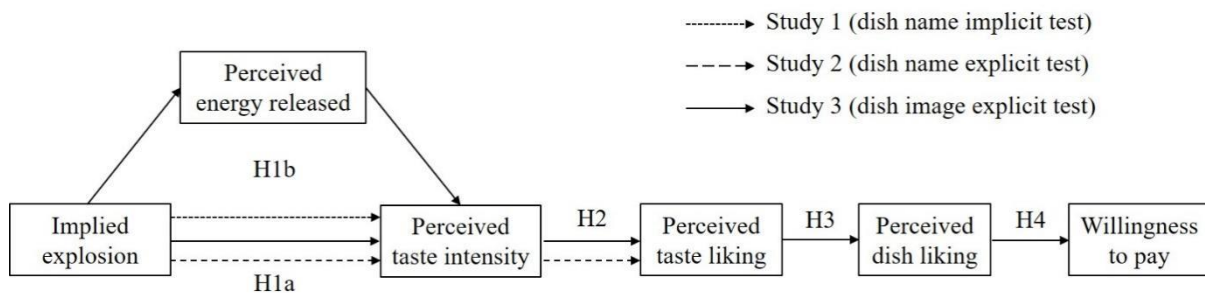 Study 1 (dish name implicit test)
Study 2 (dish name explicit test)
Study 3 (dish image explicit test)
Perceived
energy released
H1b
Implied
explosion
H1a
Perceived
taste intensity
H2
Perceived
taste liking
H3
Perceived
dish liking
H4
Willingness
to pay